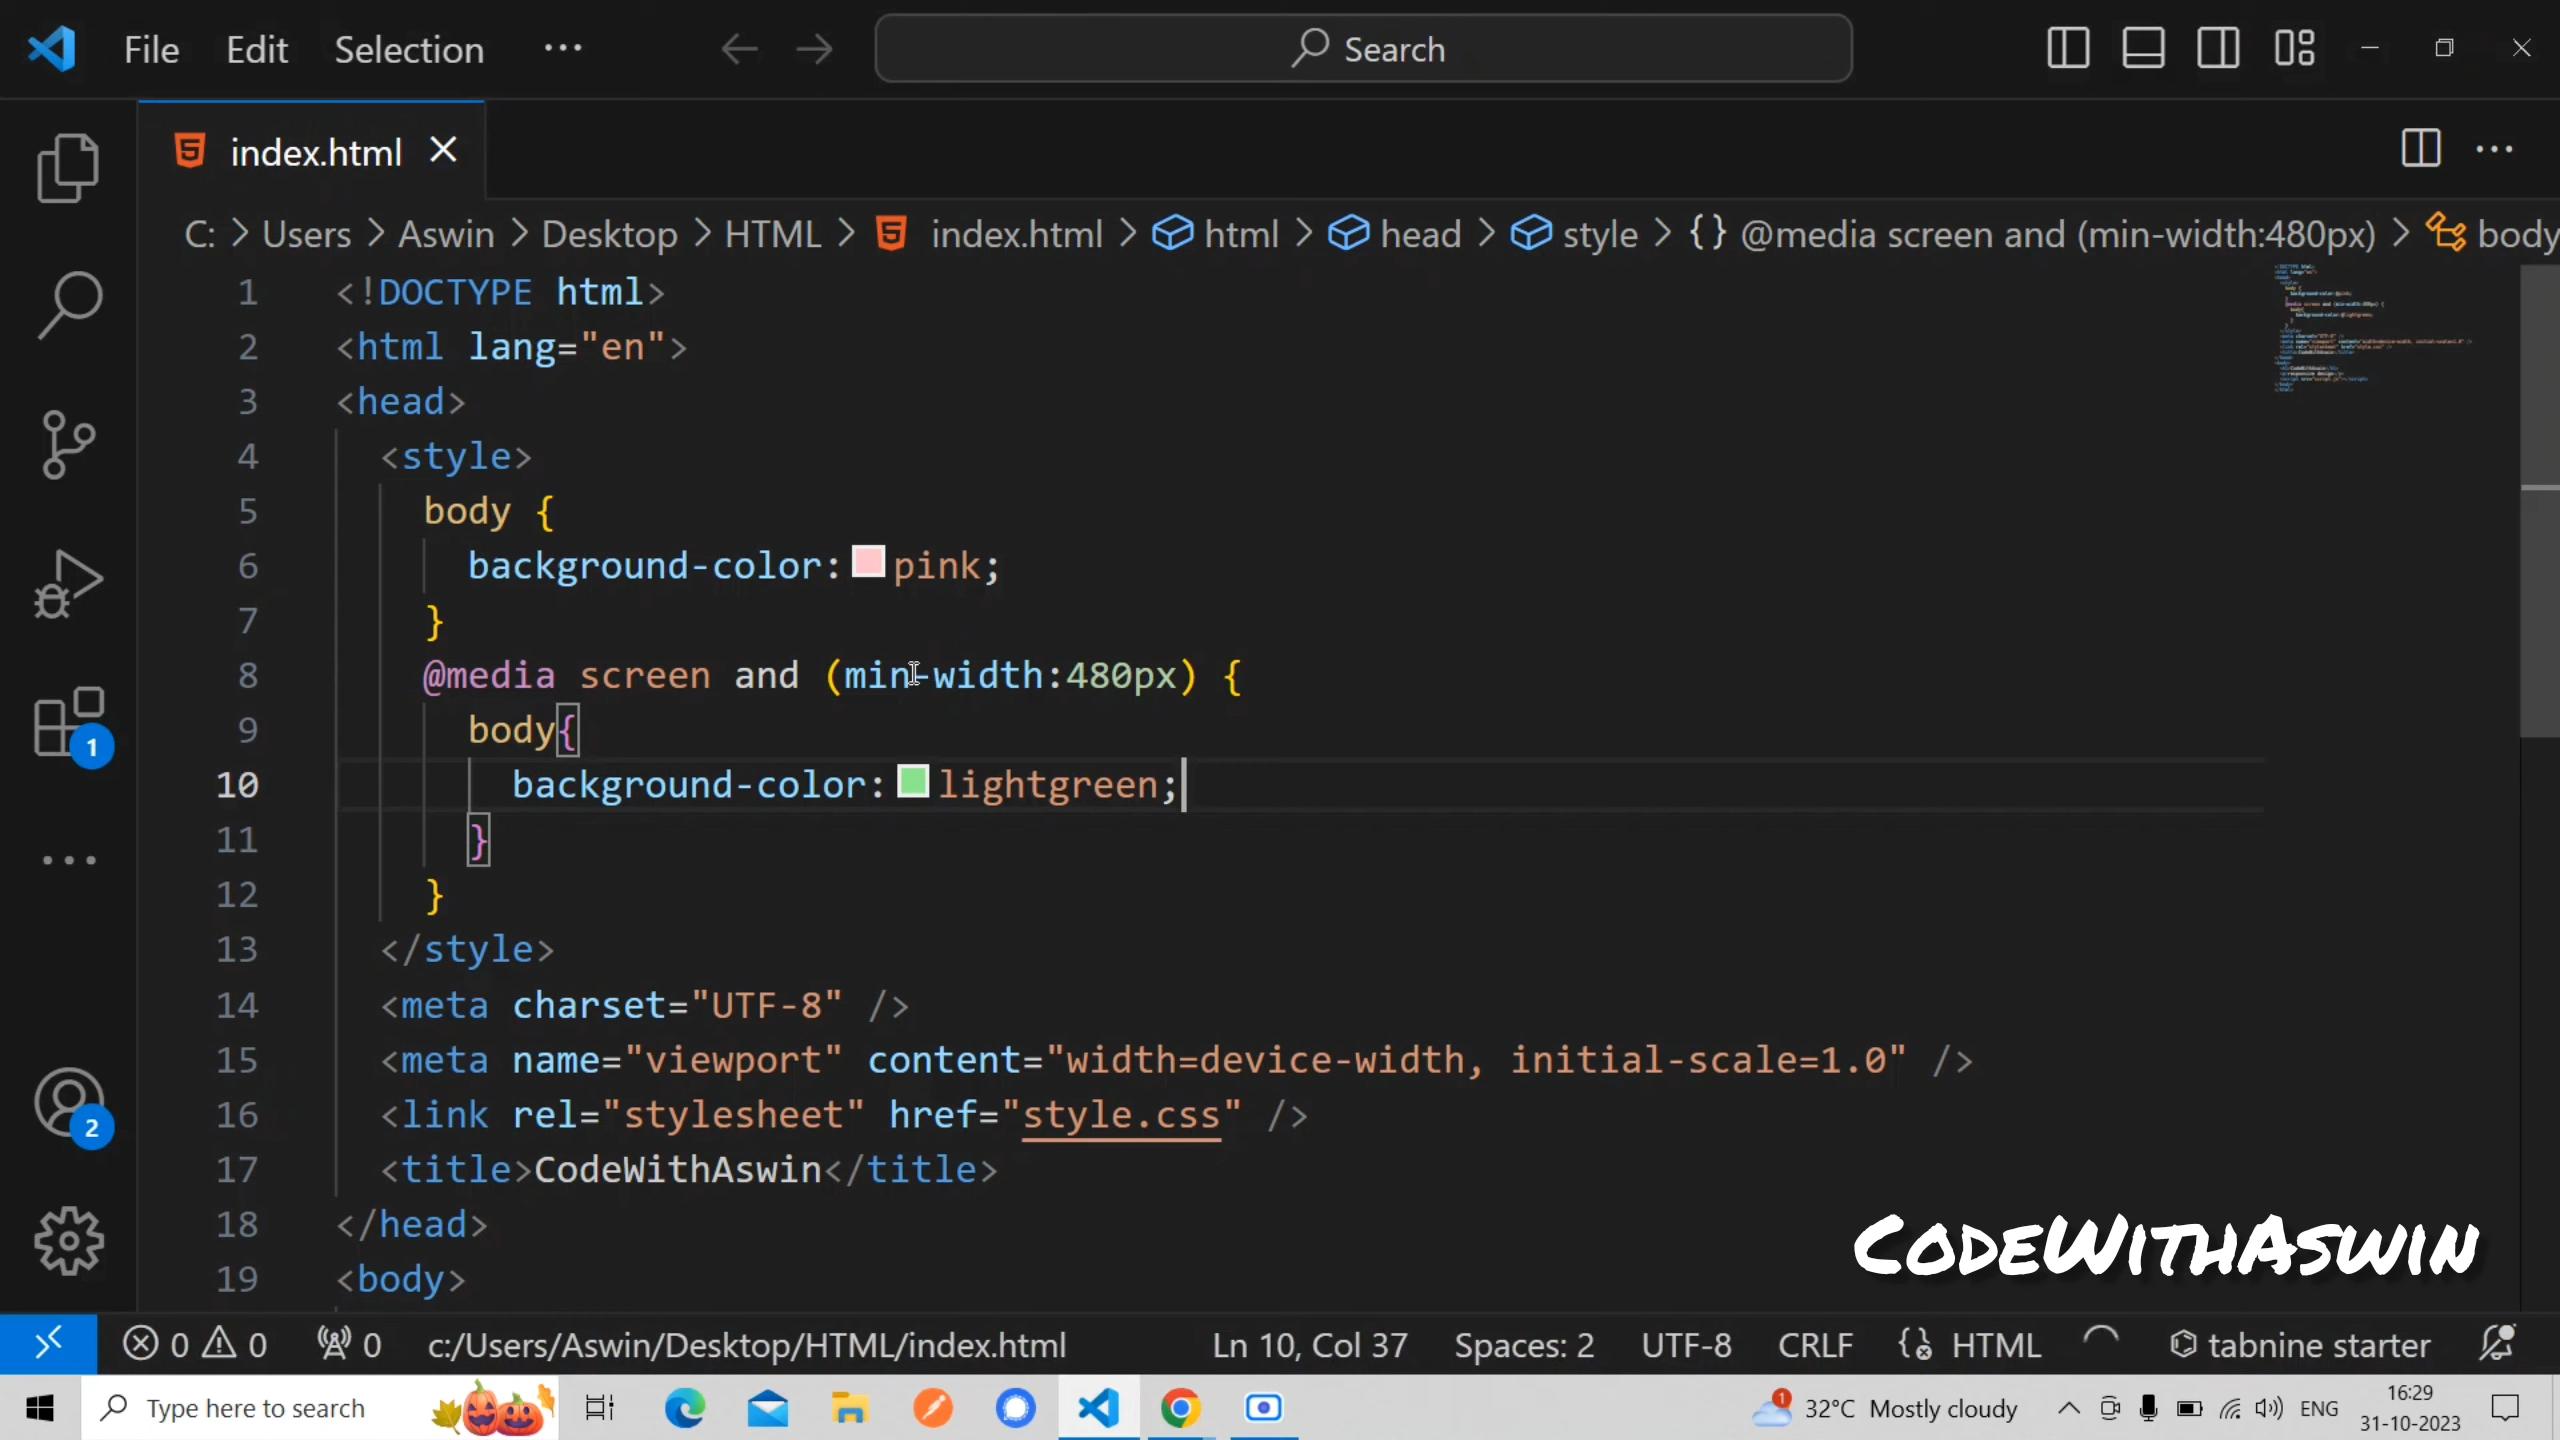 File Edit Selection ··· Search
index.html
C: > Users > Aswin > Desktop > HTML > index.html > html > head > style > {} @media screen and (min-width:480px) > body
1 <!DOCTYPE html>
2 <html lang="en">
3 <head>
4 <style>
5 body {
6 background-color: pink;
7 }
8 @media screen and (min-width:480px) {
9 body{
10 background-color: lightgreen;
11 }
12 }
13 </style>
14 <meta charset="UTF-8" />
15 <meta name="viewport" content="width=device-width, initial-scale=1.0" />
16 <link rel="stylesheet" href="style.css" />
17 <title>CodeWithAswin</title>
18 </head>
19 <body>
1
2
CodeWithAswin
0 0 0 c:/Users/Aswin/Desktop/HTML/index.html Ln 10, Col 37 Spaces: 2 UTF-8 CRLF HTML tabnine starter
Type here to search 1 32°C Mostly cloudy ENG 16:29
31-10-2023